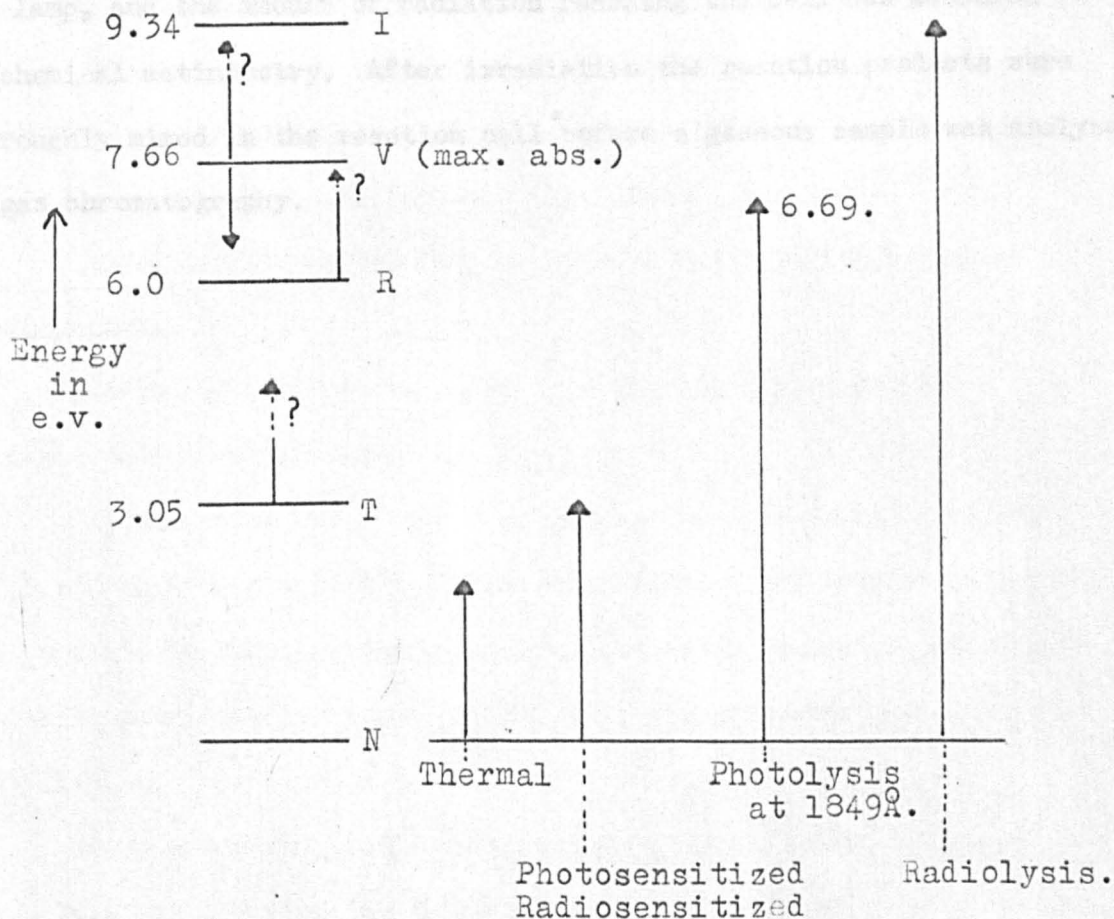 9.34 I
?
7.66 V (max. abs.)
?
6.69.
6.0 R
Energy
in
e.v.
?
3.05 T
N
Thermal
Photolysis
at 1849Å.
Photosensitized
Radiosensitized
Radiolysis.